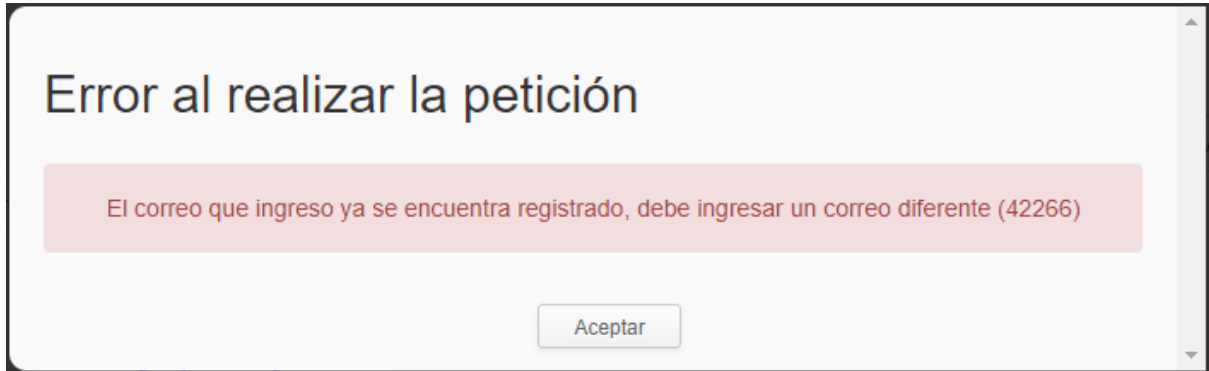 Error al realizar la petición
El correo que ingreso ya se encuentra registrado, debe ingresar un correo diferente (42266)
Aceptar